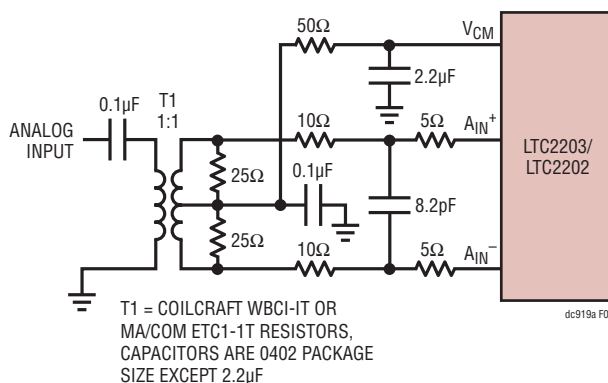 50Ω
VCM
2.2µF
0.1µF
T1
1:1
10Ω
5Ω
AIN+
ANALOG
INPUT
25Ω
0.1µF
LTC2203/
LTC2202
8.2pF
25Ω
10Ω
5Ω
AIN−
T1 = COILCRAFT WBCI-IT OR
MA/COM ETC1-1T RESISTORS,
CAPACITORS ARE 0402 PACKAGE
SIZE EXCEPT 2.2µF
dc919a F0